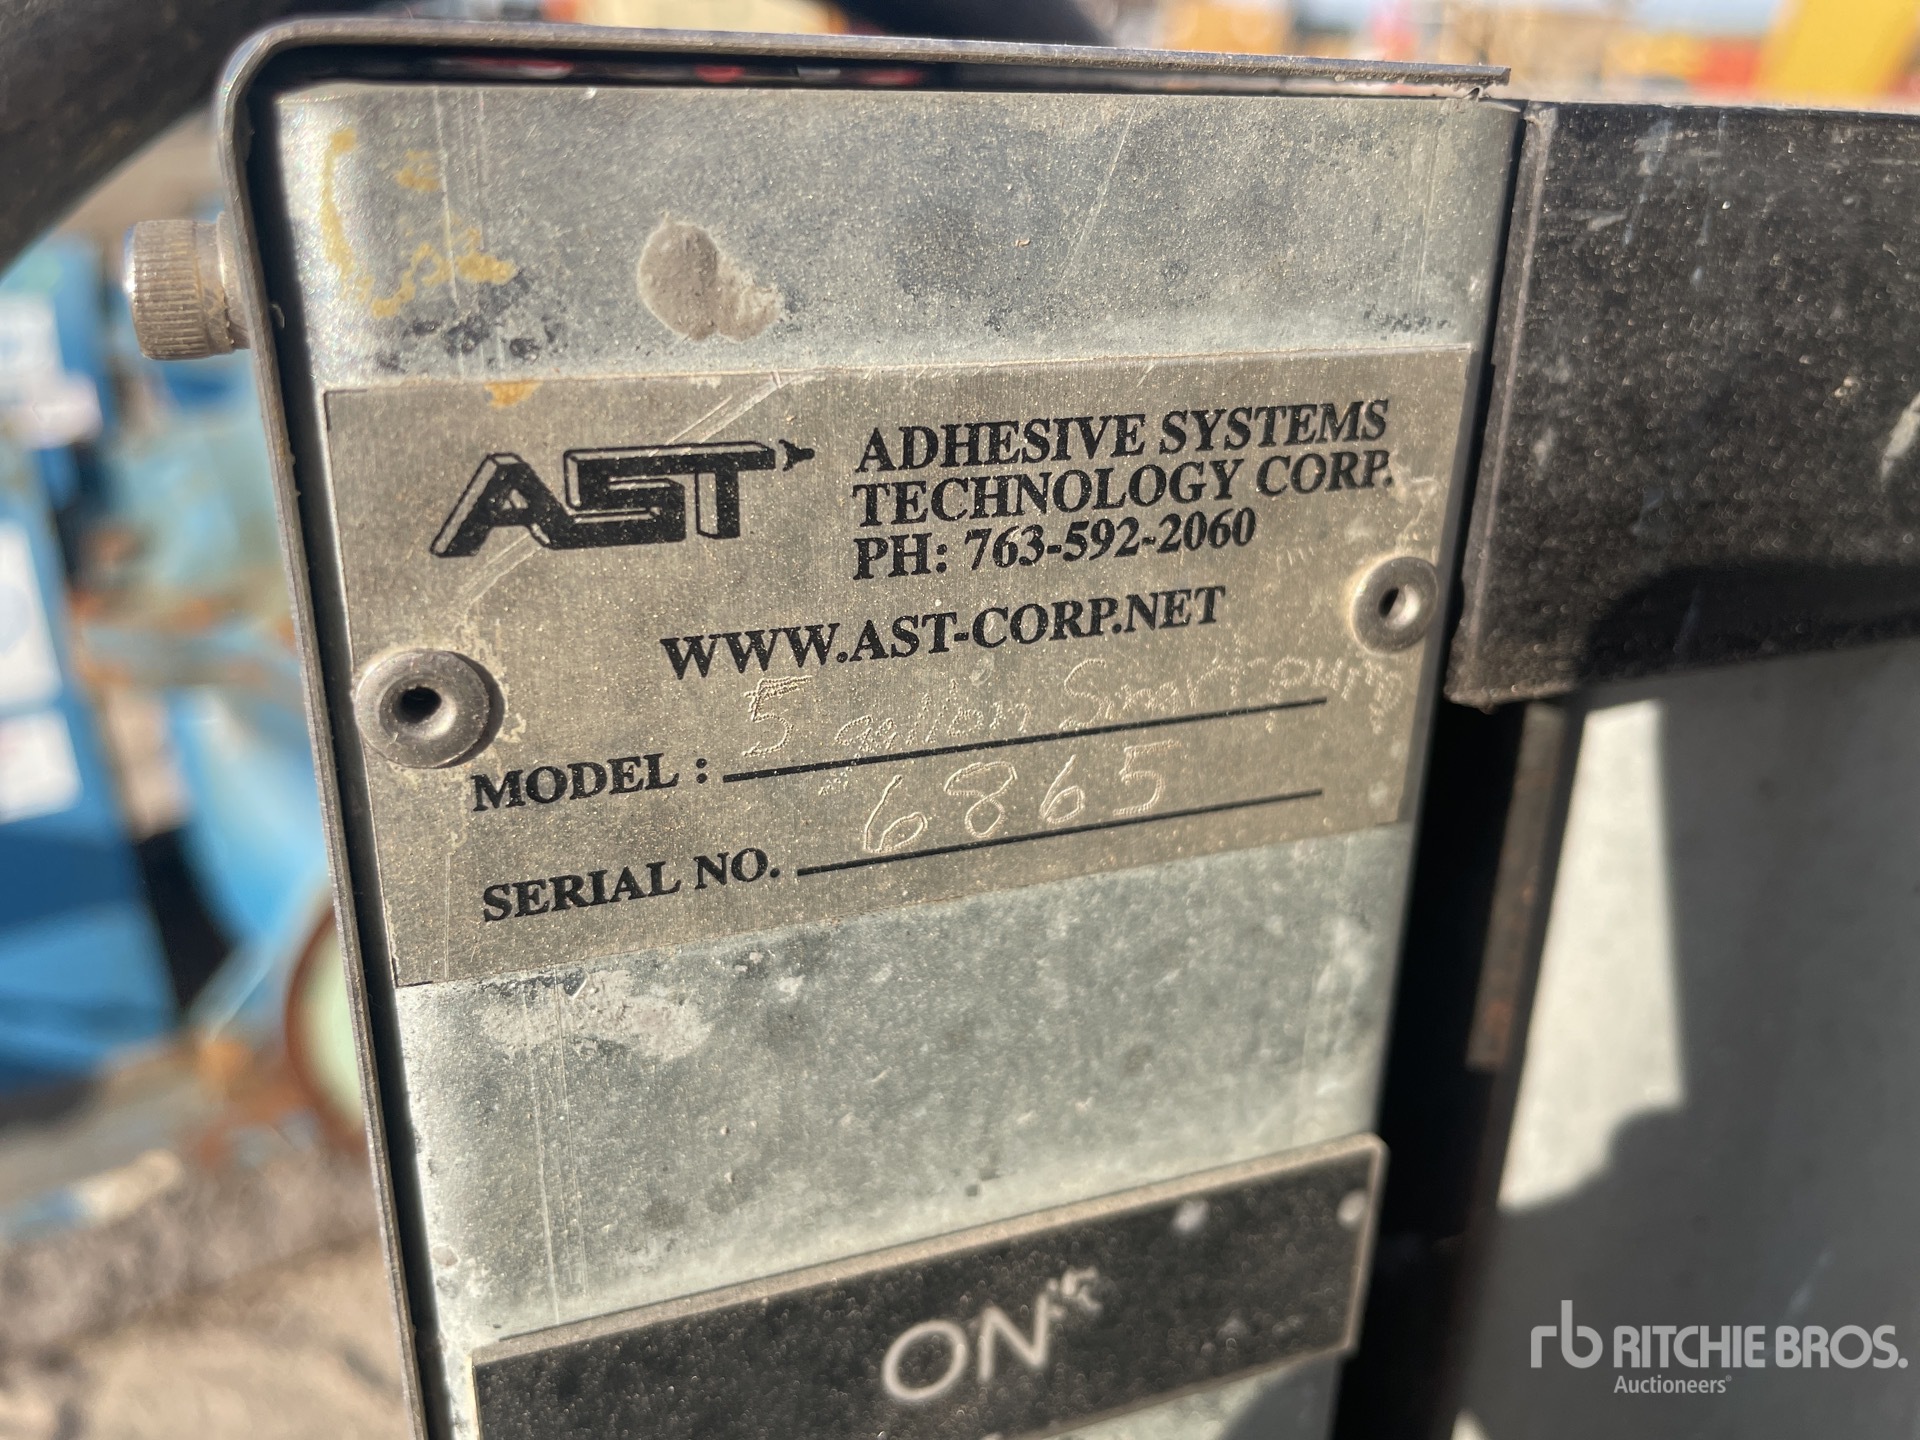 AST
ADHESIVE SYSTEMS
TECHNOLOGY CORP.
PH: 763-592-2060
WWW.AST-CORP.NET
MODEL: 5 gallon
SERIAL NO. 6865
ON
rb RITCHIE BROS.
Auctioneers